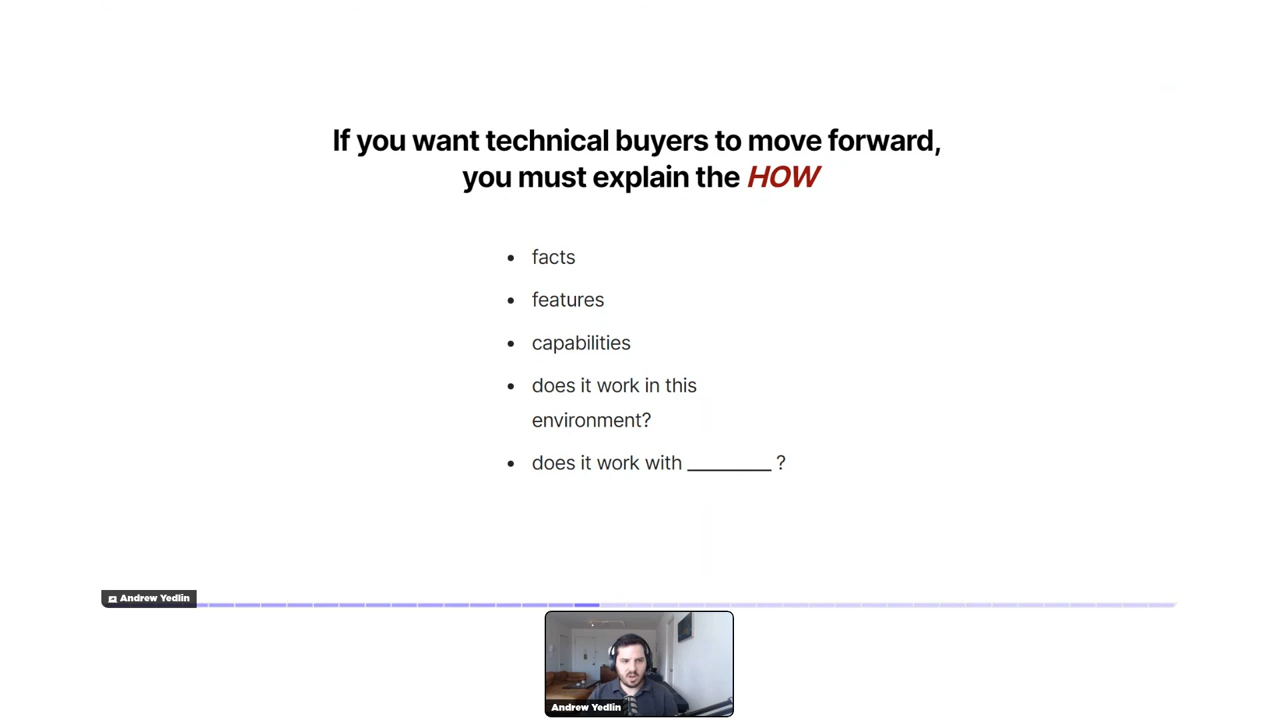 If you want technical buyers to move forward,
you must explain the HOW
• facts
• features
• capabilities
• does it work in this
environment?
• does it work with _________ ?
Andrew Yedlin
Andrew Yedlin